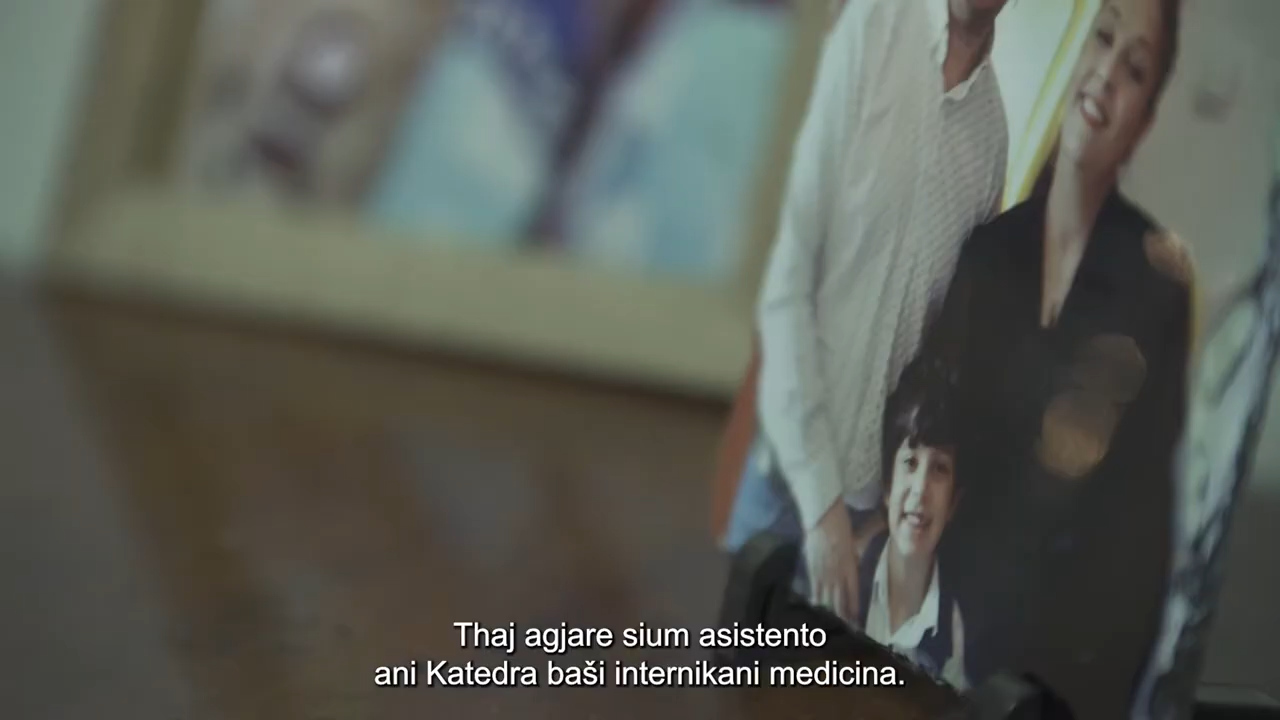 Thaj agjare sium asistento
ani Katedra baši internikani medicina.